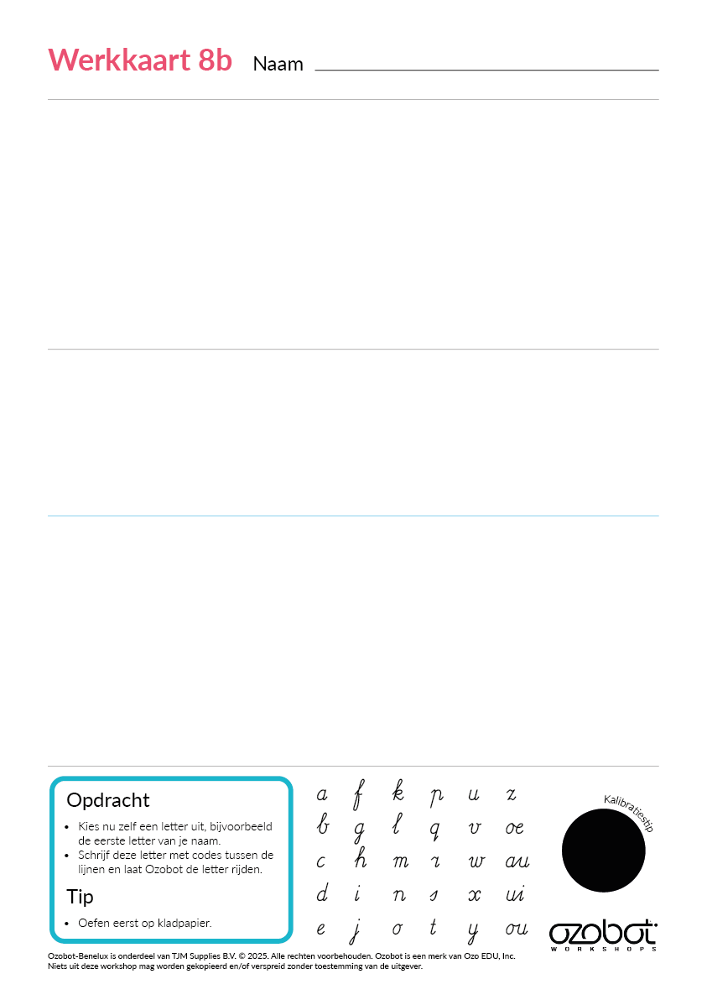 Werkkaart 8b Naam
Opdracht
• Kies nu zelf een letter uit, bijvoorbeeld
de eerste letter van je naam.
• Schrijf deze letter met codes tussen de
lijnen en laat Ozobot de letter rijden.
Tip
• Oefen eerst op kladpapier.
a f k p u z
b g l q v oe
c h m r w au
d i n s x ui
e j o t y ou
Kalibratiestip
ozobot
WORKSHOPS
Ozobot-Benelux is onderdeel van TJM Supplies B.V. © 2025. Alle rechten voorbehouden. Ozobot is een merk van Ozo EDU, Inc.
Niets uit deze workshop mag worden gekopieerd en/of verspreid zonder toestemming van de uitgever.